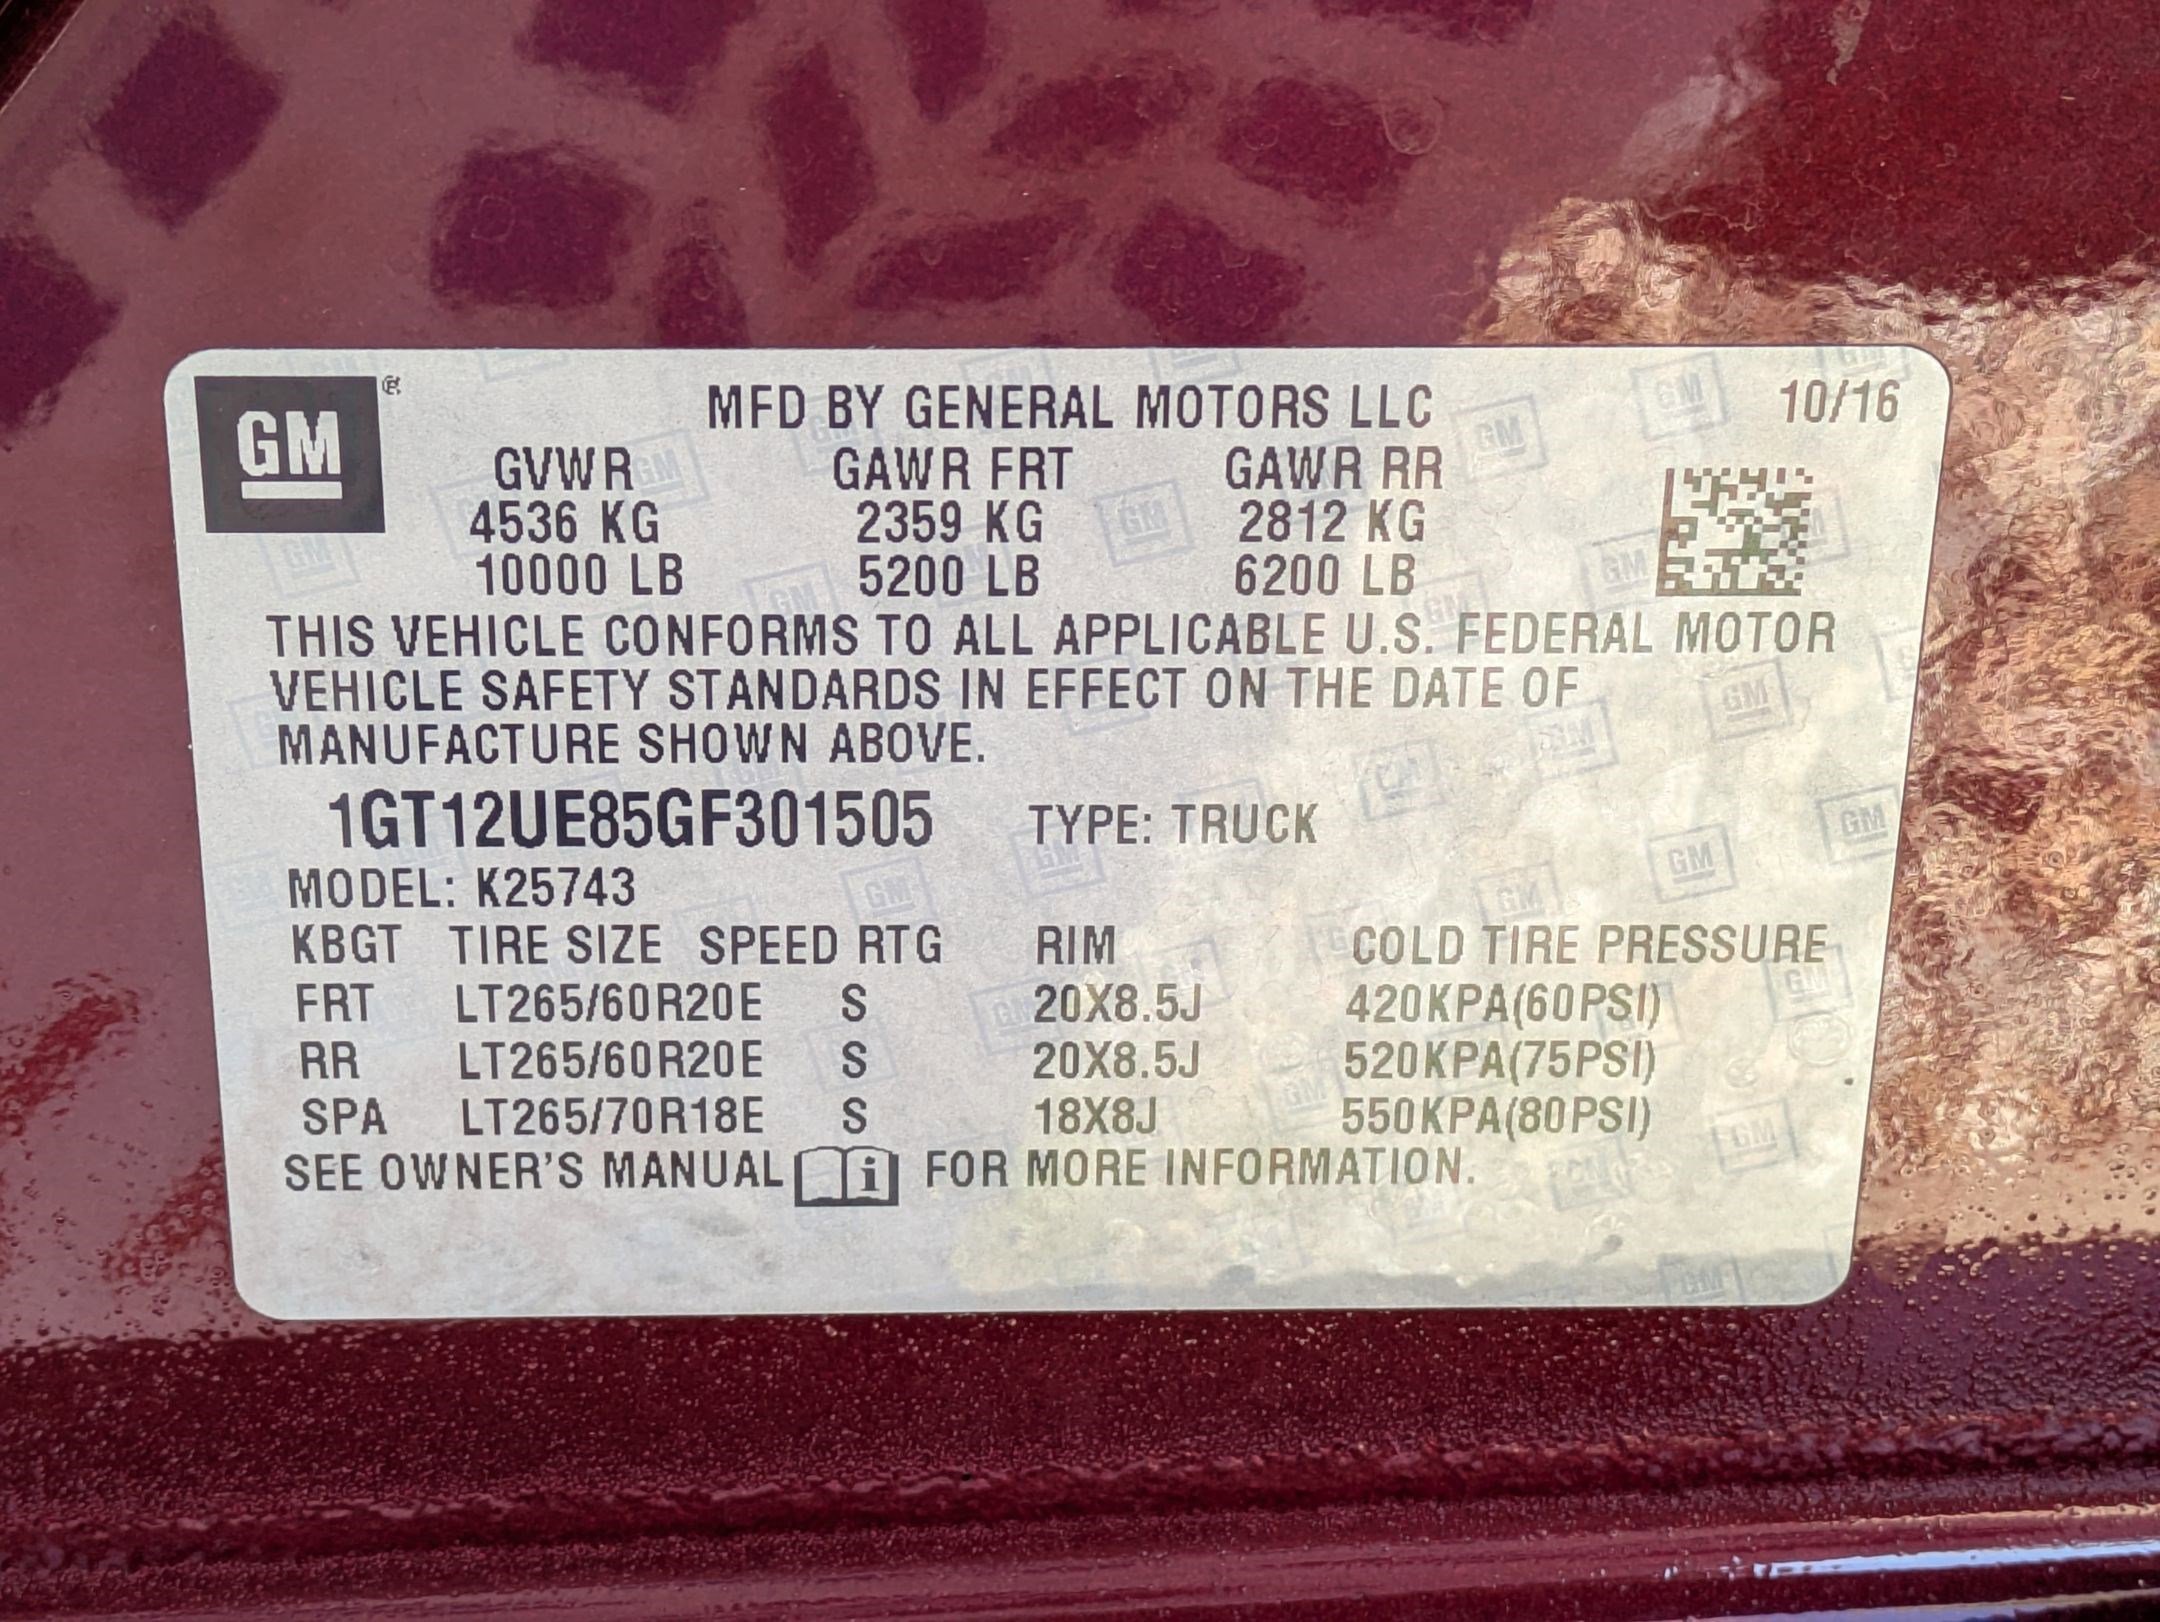 GM
MFD BY GENERAL MOTORS LLC 10/16
GVWR GAWR FRT GAWR RR
4536 KG 2359 KG 2812 KG
10000 LB 5200 LB 6200 LB
THIS VEHICLE CONFORMS TO ALL APPLICABLE U.S. FEDERAL MOTOR
VEHICLE SAFETY STANDARDS IN EFFECT ON THE DATE OF
MANUFACTURE SHOWN ABOVE.
1GT12UE85GF301505 TYPE: TRUCK
MODEL: K25743
KBGT TIRE SIZE SPEED RTG RIM COLD TIRE PRESSURE
FRT LT265/60R20E S 20X8.5J 420KPA(60PSI)
RR LT265/60R20E S 20X8.5J 520KPA(75PSI)
SPA LT265/70R18E S 18X8J 550KPA(80PSI)
SEE OWNER'S MANUAL i FOR MORE INFORMATION.